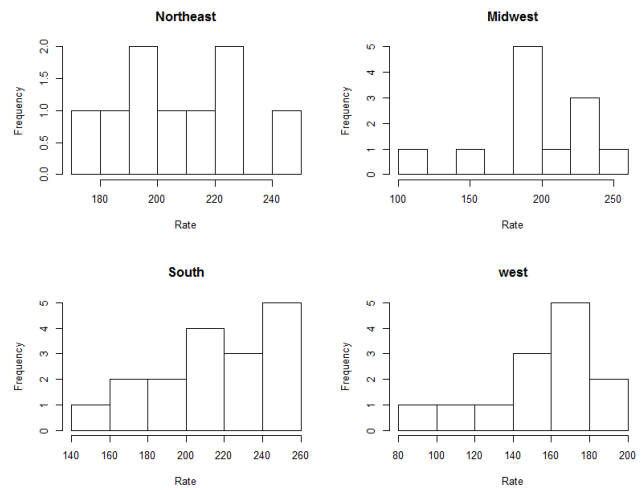 Northeast
Frequency
0.0 0.5 1.0 1.5 2.0
180 200 220 240
Rate
Midwest
Frequency
0 1 2 3 4 5
100 150 200 250
Rate
South
Frequency
0 1 2 3 4 5
140 160 180 200 220 240 260
Rate
west
Frequency
0 1 2 3 4 5
80 100 120 140 160 180 200
Rate